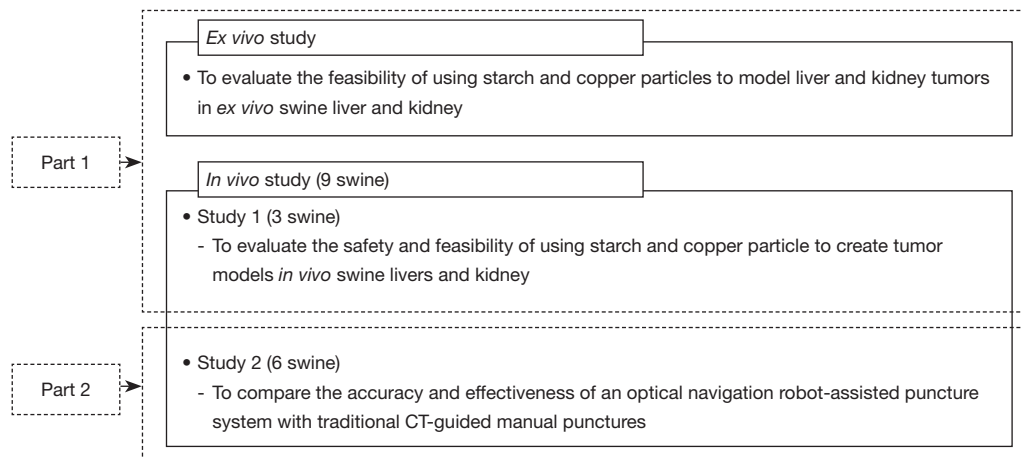 Ex vivo study
• To evaluate the feasibility of using starch and copper particles to model liver and kidney tumors
in ex vivo swine liver and kidney
Part 1
In vivo study (9 swine)
• Study 1 (3 swine)
- To evaluate the safety and feasibility of using starch and copper particle to create tumor
models in vivo swine livers and kidney
• Study 2 (6 swine)
Part 2
- To compare the accuracy and effectiveness of an optical navigation robot-assisted puncture
system with traditional CT-guided manual punctures